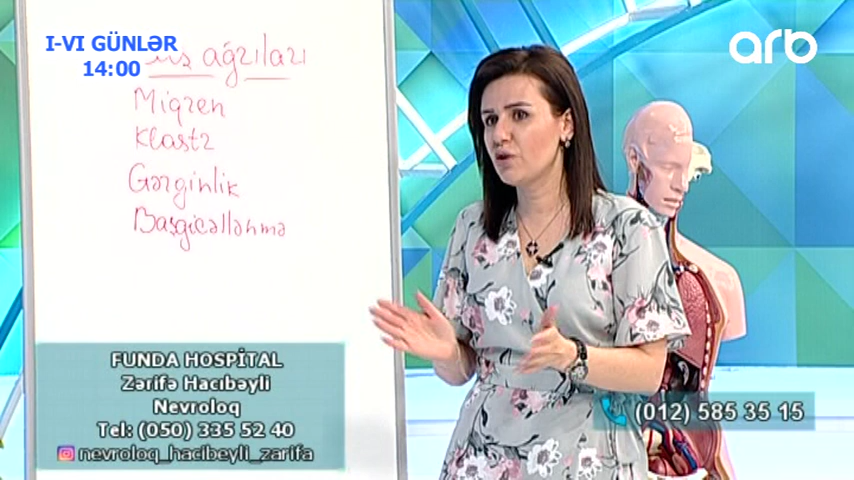 I-VI GÜNLƏR
14:00
arb
ağrıları
Miqren
Klastr
Gərginlik
Başgicəllənmə
FUNDA HOSPİTAL
Zərifə Hacıbəyli
Nevroloq
Tel: (050) 335 52 40
nevroloq_hacibeyli_zarifa
(012) 585 35 15